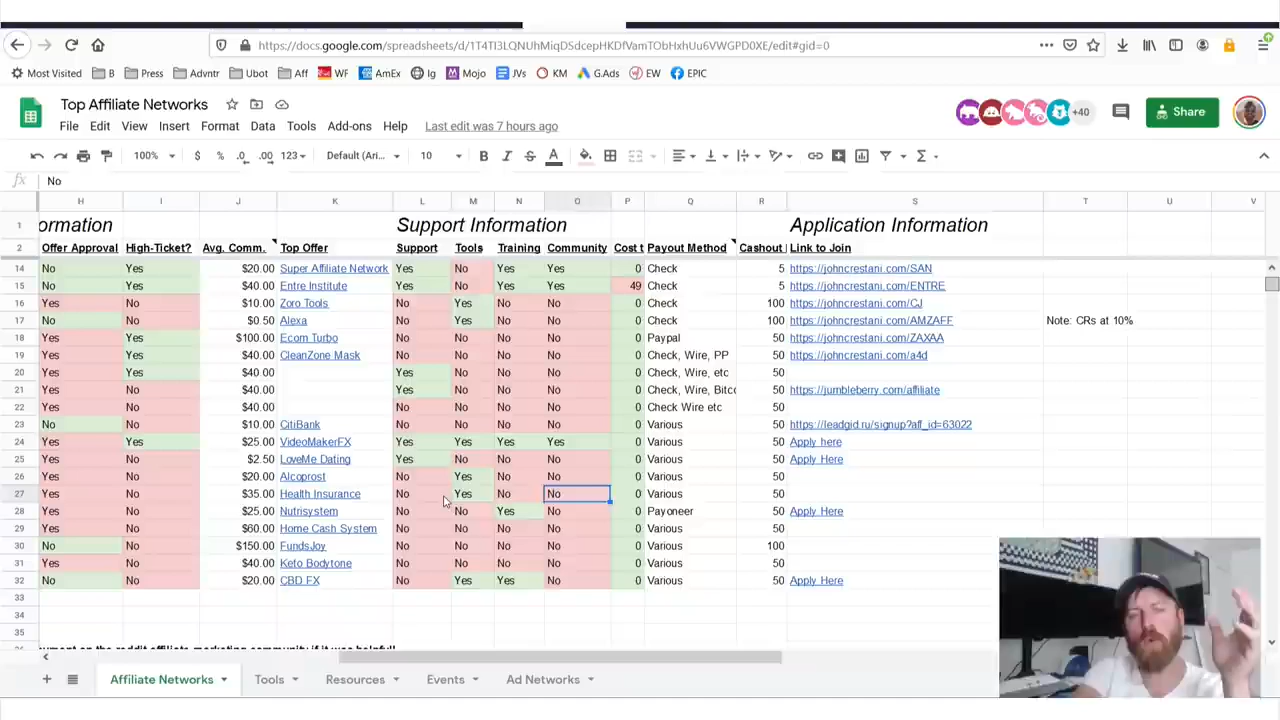 https://docs.google.com/spreadsheets/d/1T4TI3LQNUhMiqDSdcepHKDfVamTObHxhUu6VWGPD0XE/edit#gid=0
Most Visited B Press Advntr Ubot Aff WF AmEx Ig Mojo JVs KM G.Ads EW EPIC
Top Affiliate Networks
+40 Share
File Edit View Insert Format Data Tools Add-ons Help Last edit was 7 hours ago
100% $ % .0 .00 123 Default (Ari... 10 B I S A
fx No
H I J K L M N O P Q R S T U V
1 ormation Support Information Application Information
2 Offer Approval High-Ticket? Avg. Comm. Top Offer Support Tools Training Community Cost t Payout Method Cashout Link to Join
14 No Yes $20.00 Super Affiliate Network Yes No Yes Yes 0 Check 5 https://johncrestani.com/SAN
15 No Yes $40.00 Entre Institute Yes No Yes Yes 49 Check 5 https://johncrestani.com/ENTRE
16 Yes No $10.00 Zoro Tools No Yes No No 0 Check 100 https://johncrestani.com/CJ
17 No No $0.50 Alexa No Yes No No 0 Check 100 https://johncrestani.com/AMZAFF Note: CRs at 10%
18 Yes Yes $100.00 Ecom Turbo No No No No 0 Paypal 50 https://johncrestani.com/ZAXAA
19 Yes Yes $40.00 CleanZone Mask No No No No 0 Check, Wire, PP 50 https://johncrestani.com/a4d
20 Yes Yes $40.00 Yes No No No 0 Check, Wire, etc 50
21 Yes No $40.00 Yes No No No 0 Check, Wire, Bitco 50 https://jumbleberry.com/affiliate
22 Yes No $40.00 No No No No 0 Check Wire etc 50
23 No No $10.00 CitiBank No No No No 0 Various 50 https://leadgid.ru/signup?aff_id=63022
24 Yes Yes $25.00 VideoMakerFX Yes Yes Yes Yes 0 Various 50 Apply here
25 Yes No $2.50 LoveMe Dating Yes No No No 0 Various 50 Apply Here
26 Yes No $20.00 Alcoprost No Yes No No 0 Various 50
27 Yes No $35.00 Health Insurance No Yes No No 0 Various 50
28 Yes No $25.00 Nutrisystem No No Yes No 0 Payoneer 50 Apply Here
29 Yes No $60.00 Home Cash System No No No No 0 Various 50
30 No No $150.00 FundsJoy No No No No 0 Various 100
31 Yes No $40.00 Keto Bodytone No No No No 0 Various 50
32 No No $20.00 CBD FX No Yes Yes No 0 Various 50 Apply Here
33
34
35
Affiliate Networks Tools Resources Events Ad Networks